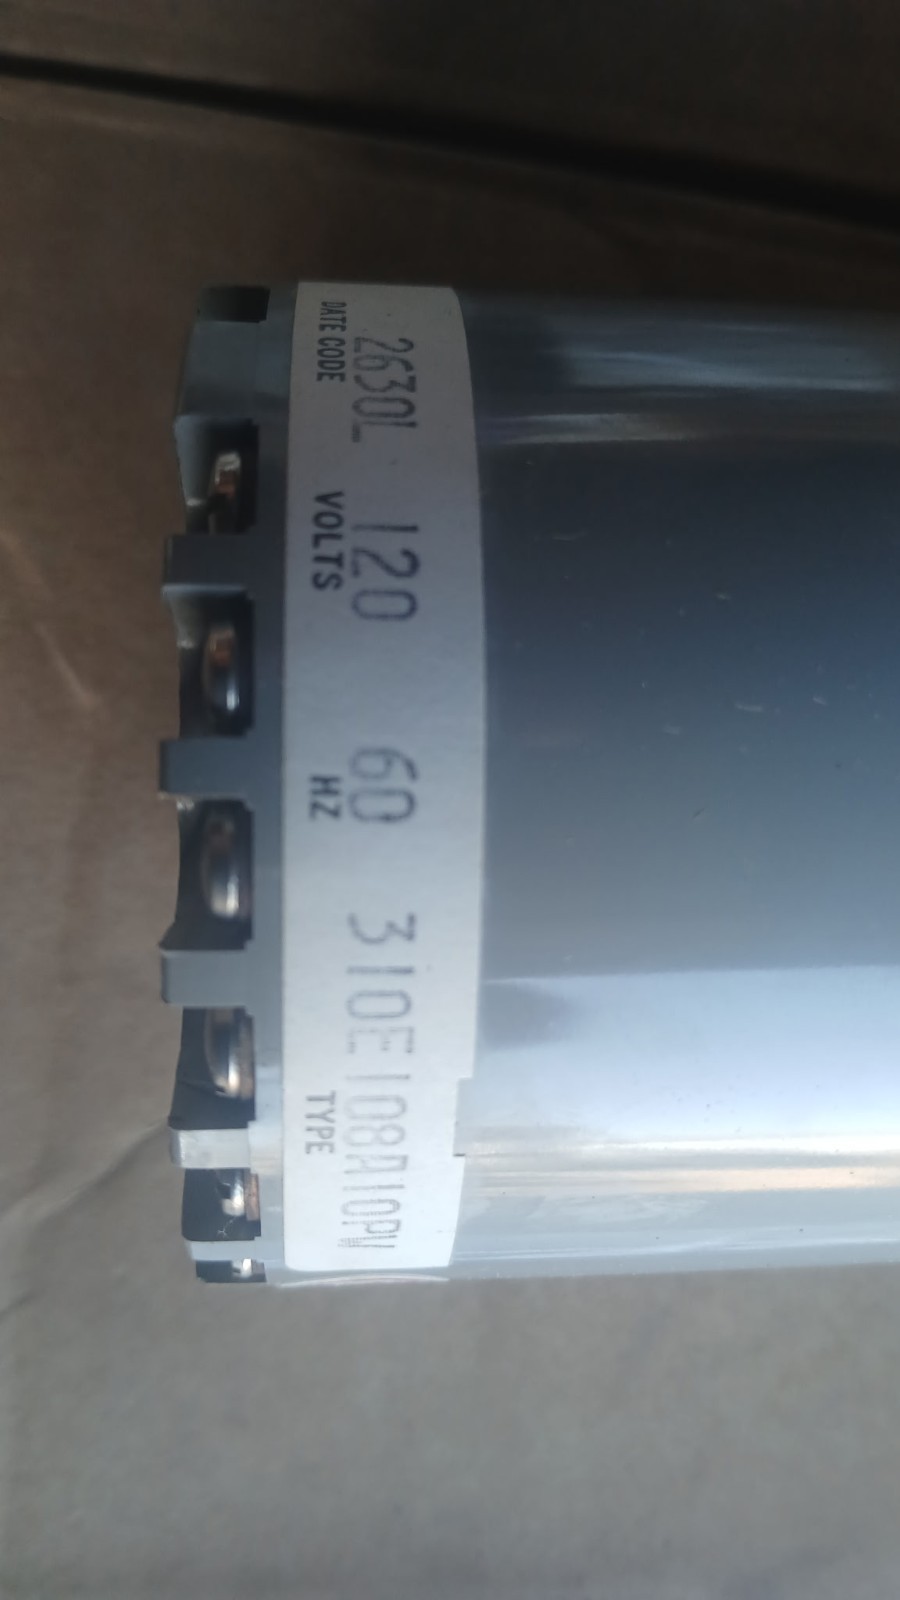 2630L 120 60 310E108A10PW
DATE CODE VOLTS HZ TYPE